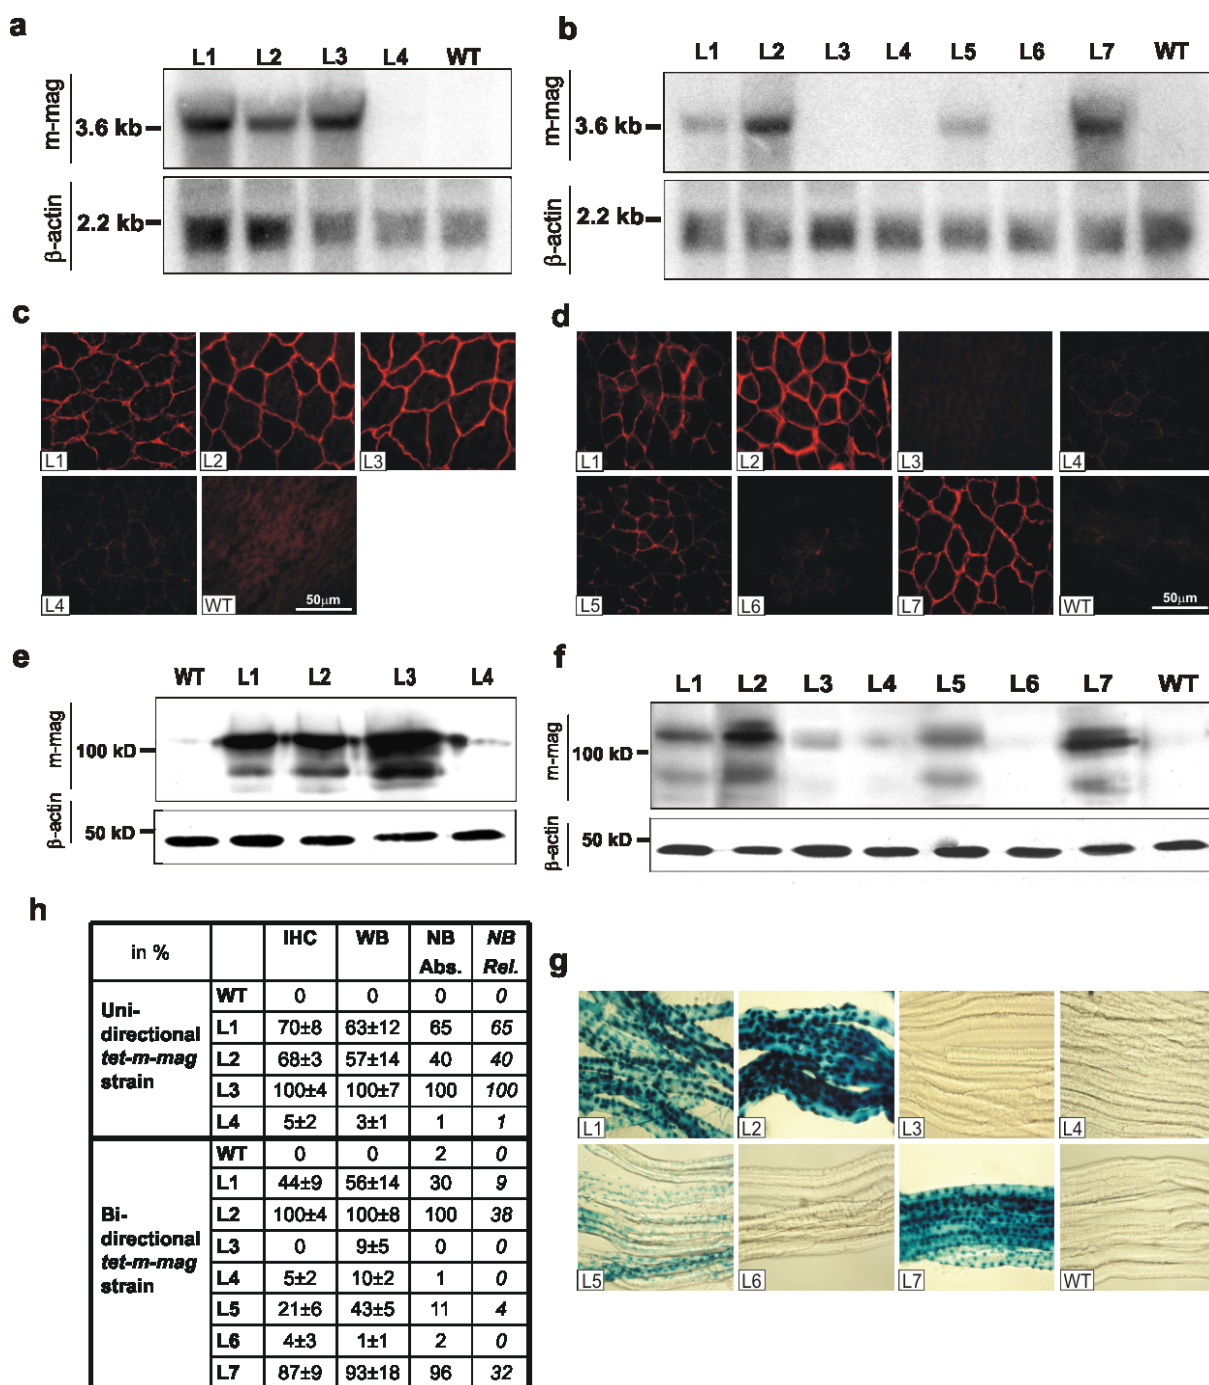 a
L1 L2 L3 L4 WT
m-mag
3.6 kb
β-actin
2.2 kb
b
L1 L2 L3 L4 L5 L6 L7 WT
m-mag
3.6 kb
β-actin
2.2 kb
c
L1
L2
L3
L4
WT
50μm
d
L1
L2
L3
L4
L5
L6
L7
WT
50μm
e
WT L1 L2 L3 L4
m-mag
100 kD
β-actin
50 kD
f
L1 L2 L3 L4 L5 L6 L7 WT
m-mag
100 kD
β-actin
50 kD
h
in % IHC WB NB Abs. NB Rel.
Uni-directional tet-m-mag strain
WT 0 0 0 0
L1 70±8 63±12 65 65
L2 68±3 57±14 40 40
L3 100±4 100±7 100 100
L4 5±2 3±1 1 1
Bi-directional tet-m-mag strain
WT 0 0 2 0
L1 44±9 56±14 30 9
L2 100±4 100±8 100 38
L3 0 9±5 0 0
L4 5±2 10±2 1 0
L5 21±6 43±5 11 4
L6 4±3 1±1 2 0
L7 87±9 93±18 96 32
g
L1
L2
L3
L4
L5
L6
L7
WT